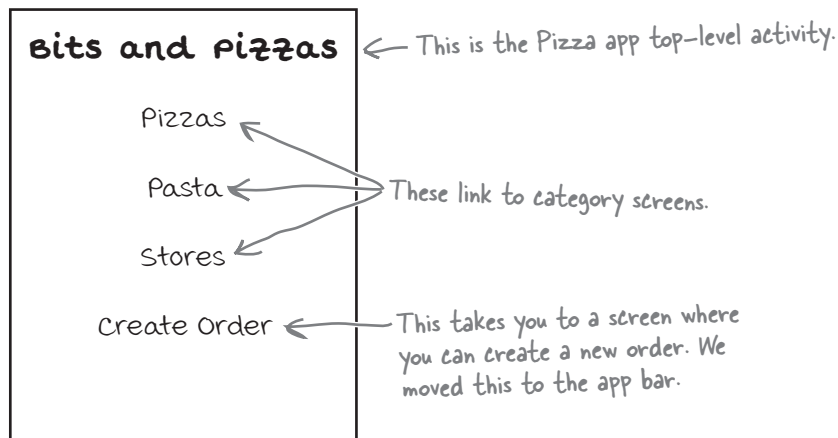 Bits and Pizzas
This is the Pizza app top-level activity.
Pizzas
Pasta
These link to category screens.
Stores
Create Order
This takes you to a screen where
you can create a new order. We
moved this to the app bar.